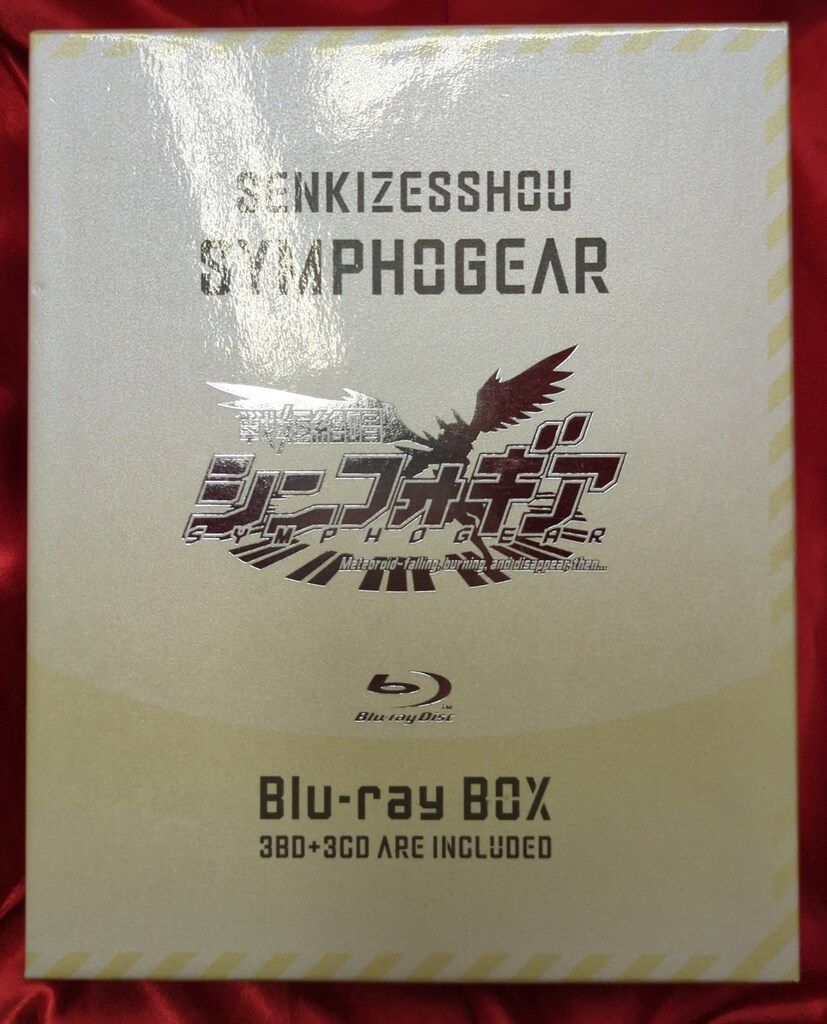 SENKIZESSHOU
SYMPHOGEAR
戦姫絶唱
シンフォギア
SYMPHOGEAR
Meteoroid-falling, burning, and disappear, then...
Blu-ray Disc
TM
Blu-ray BOX
3BD+3CD ARE INCLUDED